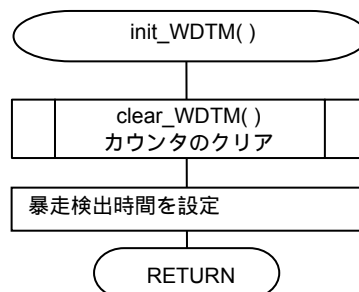 init_WDTM( )
clear_WDTM( )
カウンタのクリア
暴走検出時間を設定
RETURN